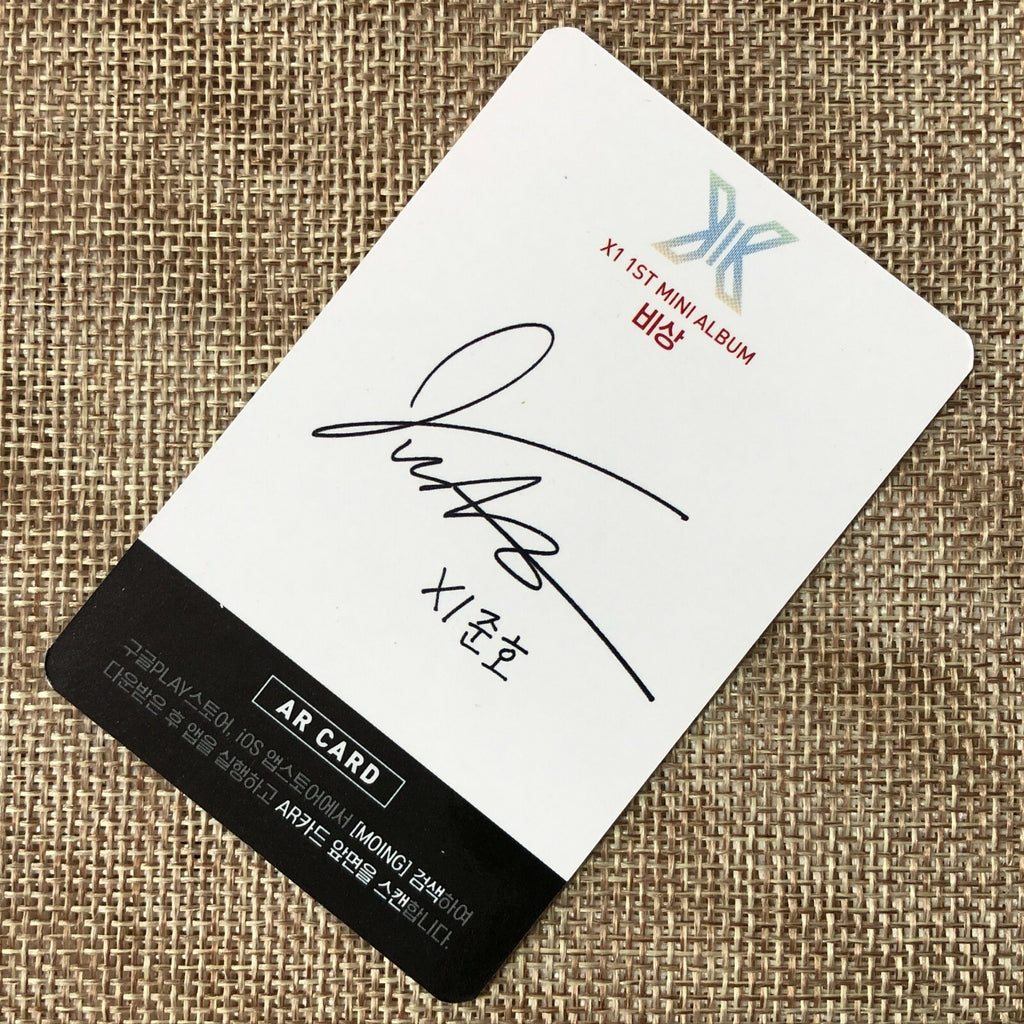 X1 1ST MINI ALBUM
비상
X1 준호
AR CARD
구글PLAY스토어, iOS 앱스토어에서 [MOING] 검색하여
다운받은 후 앱을 실행하고 AR카드 앞면을 스캔합니다.